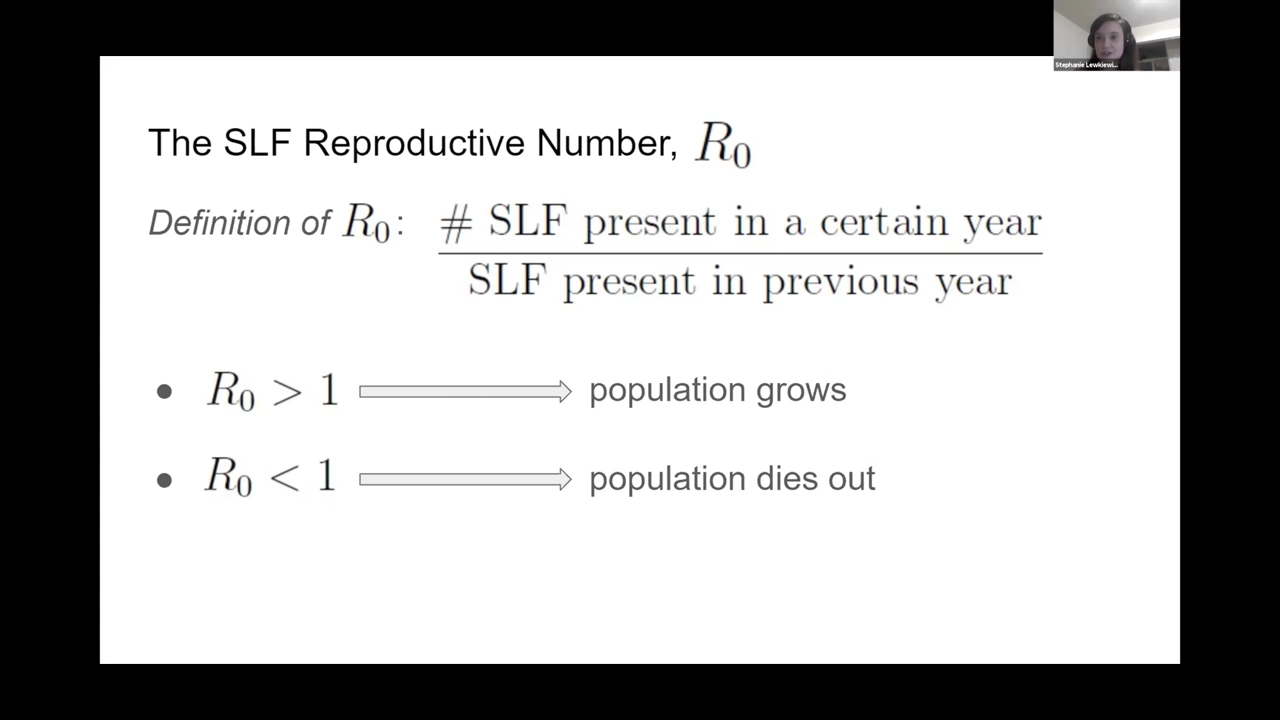 Stephanie Lewkiewi...
The SLF Reproductive Number, R₀
Definition of R₀:
# SLF present in a certain year
SLF present in previous year
● R₀ > 1 population grows
● R₀ < 1 population dies out